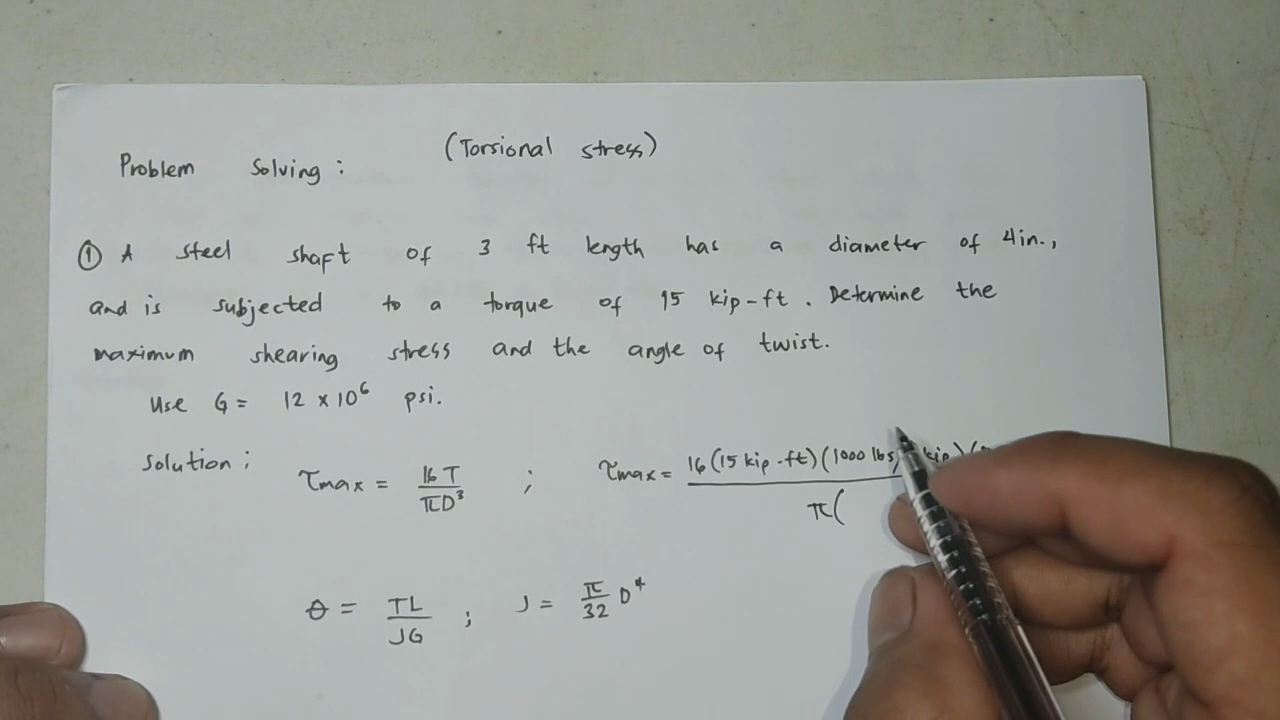 (Torsional stress)
Problem Solving :
① A steel shaft of 3 ft length has a diameter of 4in.,
and is subjected to a torque of 15 kip-ft. Determine the
maximum shearing stress and the angle of twist.
Use G = 12 x 10⁶ psi.
Solution ; τmax = 16T / πD³ ; τmax = 16(15 kip-ft)(1000 lbs kip)( / π(
θ = TL / JG ; J = π/32 D⁴